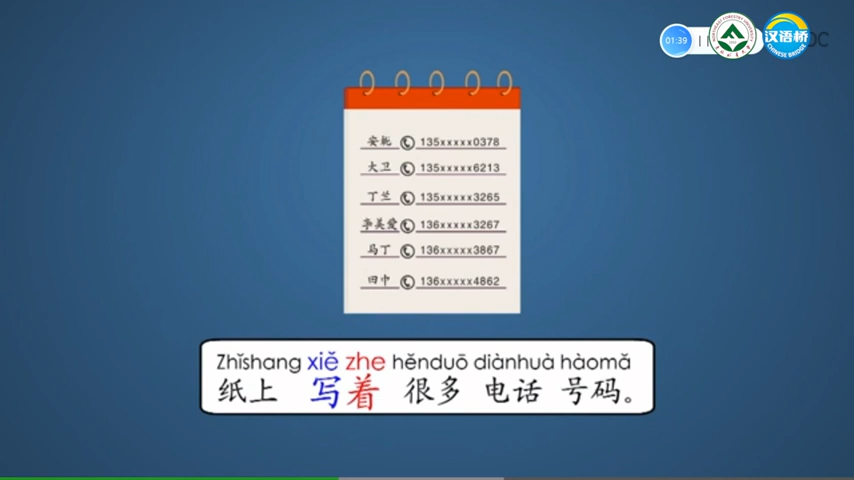 01:39
汉语桥
CHINESE BRIDGE
安妮 135xxxxx0378
大卫 135xxxxx6213
丁兰 135xxxxx3265
李美爱 136xxxxx3267
马丁 136xxxxx3867
田中 136xxxxx4862
Zhǐshang xiě zhe hěnduō diànhuà hàomǎ
纸上 写着 很多 电话 号码。